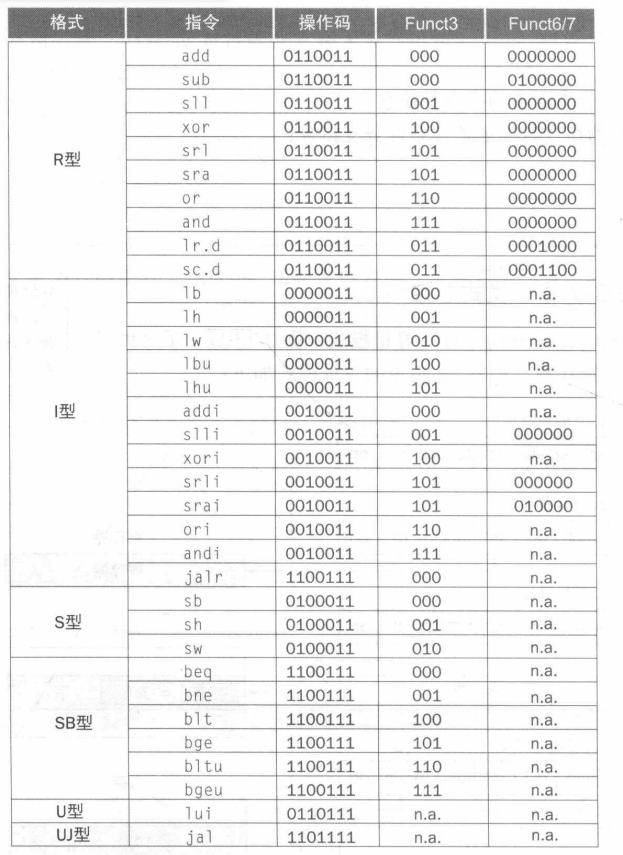 格式 指令 操作码 Funct3 Funct6/7
R型
add 0110011 000 0000000
sub 0110011 000 0100000
sll 0110011 001 0000000
xor 0110011 100 0000000
srl 0110011 101 0000000
sra 0110011 101 0000000
or 0110011 110 0000000
and 0110011 111 0000000
lr.d 0110011 011 0001000
sc.d 0110011 011 0001100
I型
lb 0000011 000 n.a.
lh 0000011 001 n.a.
lw 0000011 010 n.a.
lbu 0000011 100 n.a.
lhu 0000011 101 n.a.
addi 0010011 000 n.a.
slli 0010011 001 000000
xori 0010011 100 n.a.
srli 0010011 101 000000
srai 0010011 101 010000
ori 0010011 110 n.a.
andi 0010011 111 n.a.
jalr 1100111 000 n.a.
S型
sb 0100011 000 n.a.
sh 0100011 001 n.a.
sw 0100011 010 n.a.
SB型
beq 1100111 000 n.a.
bne 1100111 001 n.a.
blt 1100111 100 n.a.
bge 1100111 101 n.a.
bltu 1100111 110 n.a.
bgeu 1100111 111 n.a.
U型 lui 0110111 n.a. n.a.
UJ型 jal 1101111 n.a. n.a.